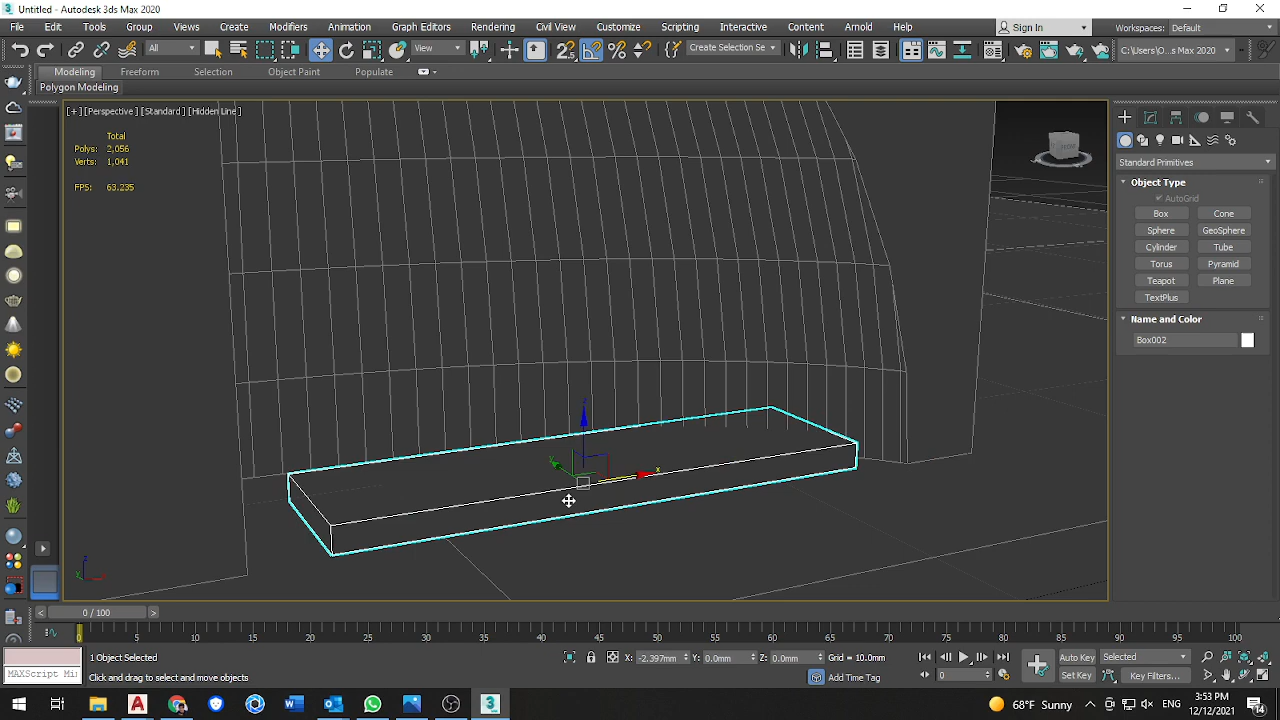 Untitled - Autodesk 3ds Max 2020
File Edit Tools Group Views Create Modifiers Animation Graph Editors Rendering Civil View Customize Scripting Interactive Content Arnold Help Sign In Workspaces: Default
All View Create Selection Se C:\Users\O...s Max 2020
Modeling Freeform Selection Object Paint Populate
Polygon Modeling
[+] [Perspective] [Standard] [Hidden Line]
Total
Polys: 2,056
Verts: 1,041
FPS: 63.235
Standard Primitives
Object Type
AutoGrid
Box Cone
Sphere GeoSphere
Cylinder Tube
Torus Pyramid
Teapot Plane
TextPlus
Name and Color
Box002
x
z
y
0 / 100
0 5 10 15 20 25 30 35 40 45 50 55 60 65 70 75 80 85 90 95 100
1 Object Selected X: -2.397mm Y: 0.0mm Z: 0.0mm Grid = 10.0mm Auto Key Selected
MAXScript Mi Click and drag to select and move objects Add Time Tag 0 Set Key Key Filters...
68°F Sunny ENG 3:53 PM
12/12/2021 14